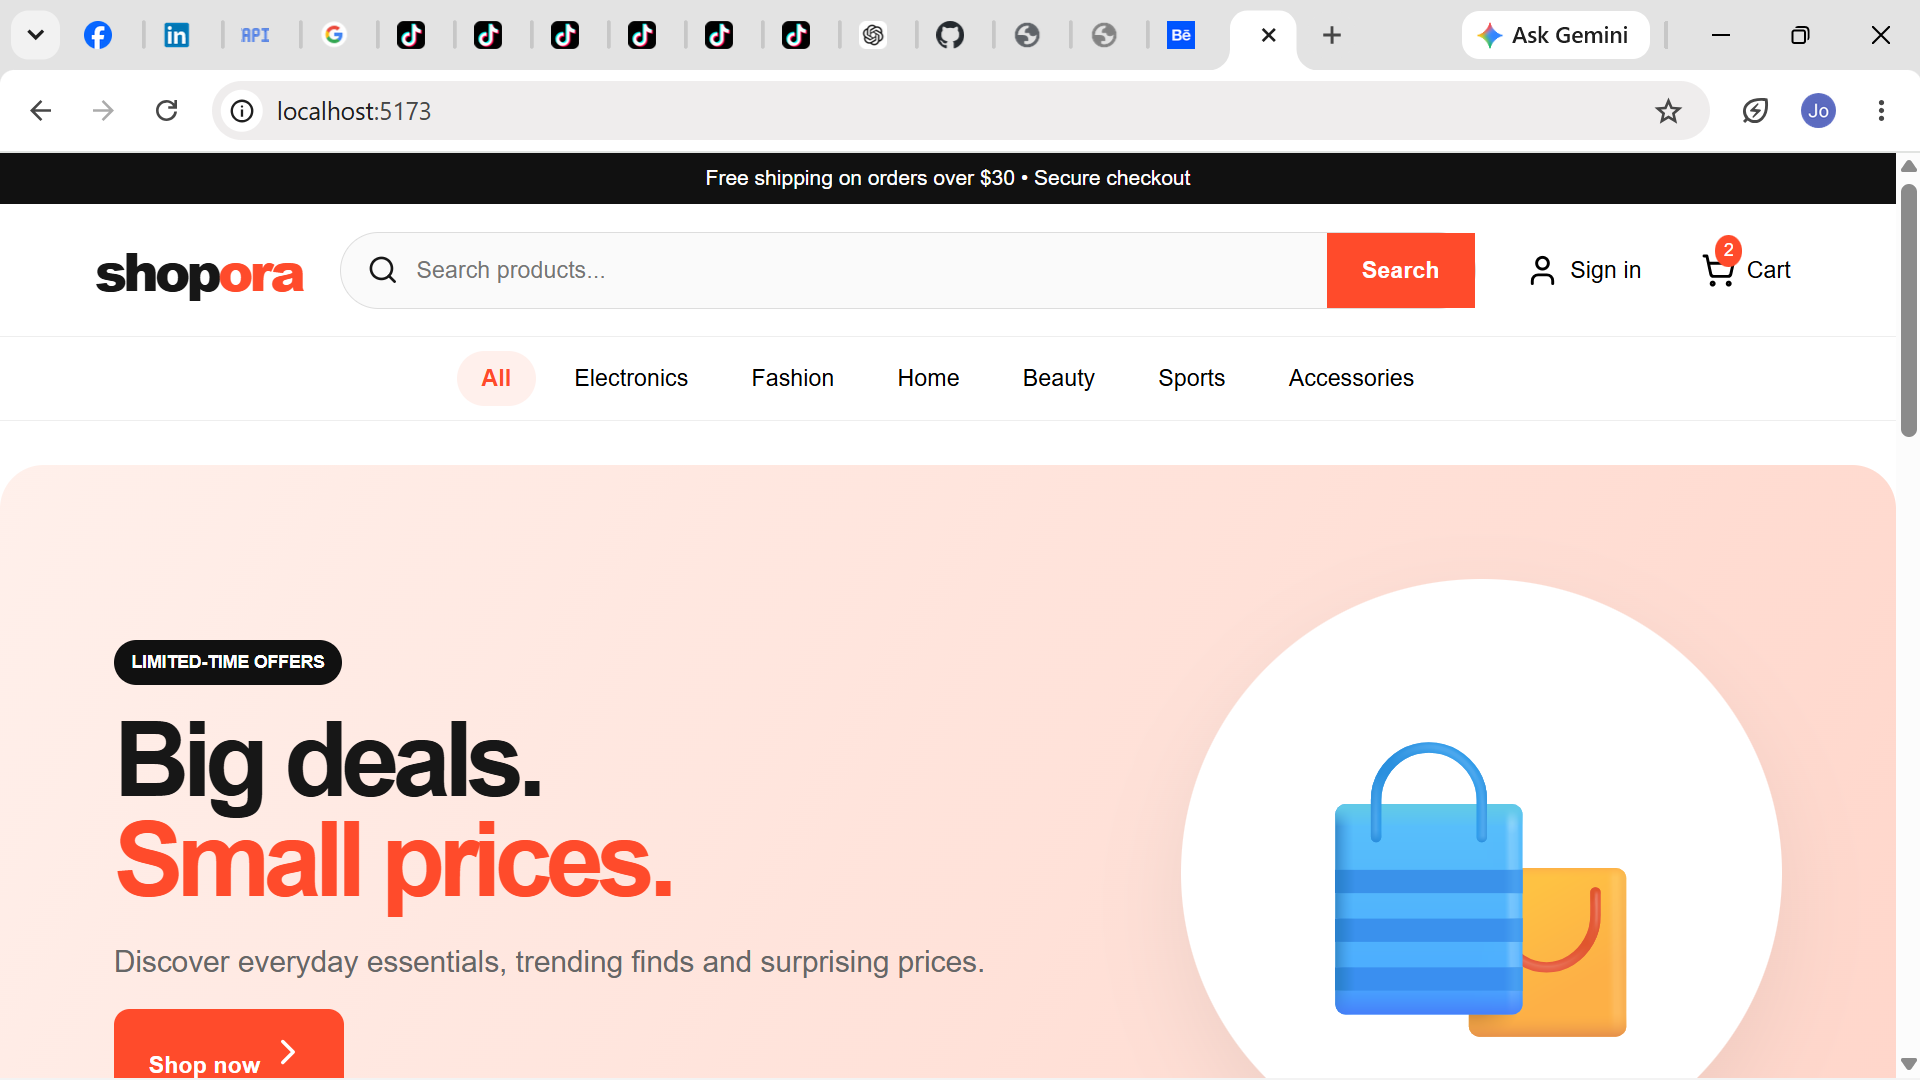 API
Bē
Ask Gemini
localhost:5173
Jo
Free shipping on orders over $30 • Secure checkout
shopora
Search products...
Search
Sign in
2
Cart
All
Electronics
Fashion
Home
Beauty
Sports
Accessories
LIMITED-TIME OFFERS
Big deals.
Small prices.
Discover everyday essentials, trending finds and surprising prices.
Shop now